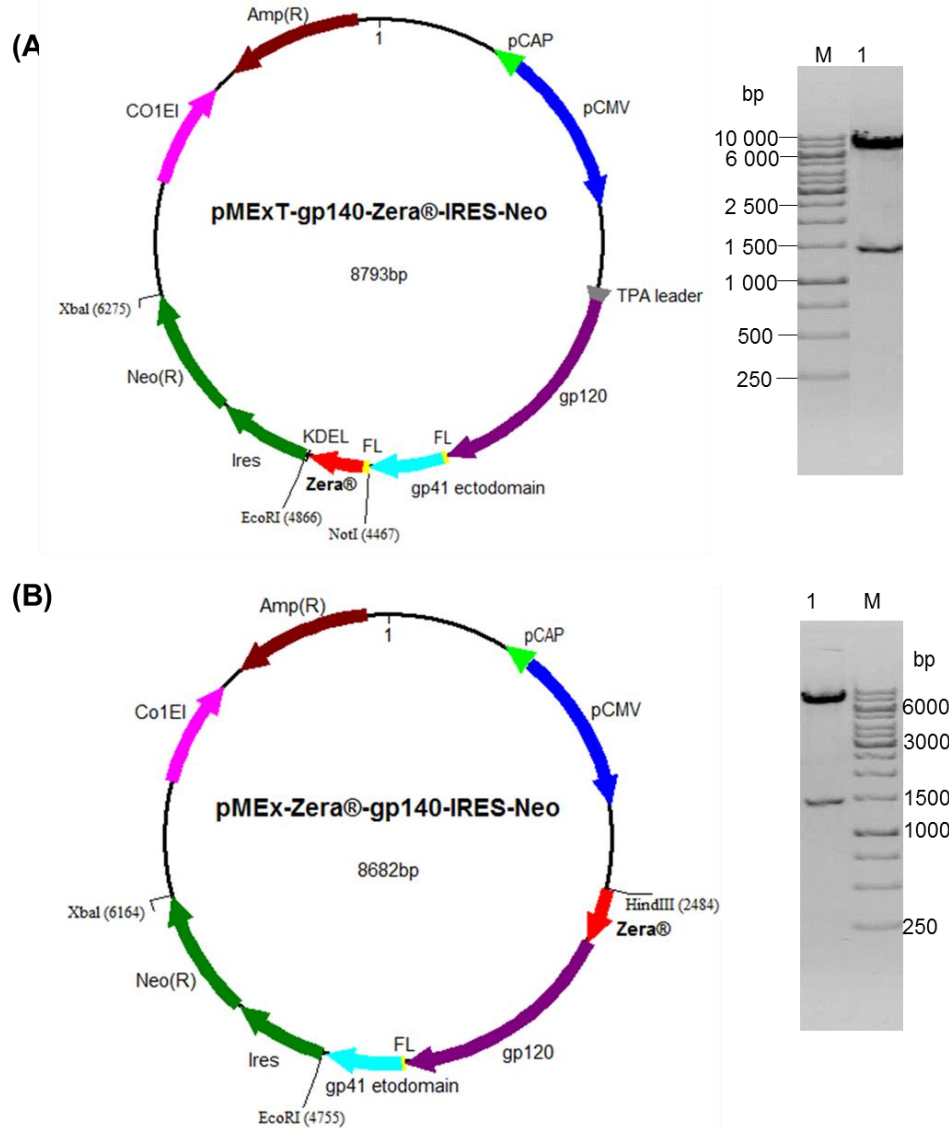 (A
Amp(R)
1
pCAP
CO1EI
pCMV
pMExT-gp140-Zera®-IRES-Neo
8793bp
XbaI (6275)
TPA leader
Neo(R)
gp120
KDEL
FL
FL
Ires
Zera®
gp41 ectodomain
EcoRI (4866)
NotI (4467)
M 1
bp
10 000
6 000
2 500
1 500
1 000
500
250
(B)
Amp(R)
1
pCAP
Co1EI
pCMV
pMEx-Zera®-gp140-IRES-Neo
8682bp
XbaI (6164)
HindIII (2484)
Zera®
Neo(R)
FL
gp120
Ires
gp41 etodomain
EcoRI (4755)
1 M
bp
6000
3000
1500
1000
250